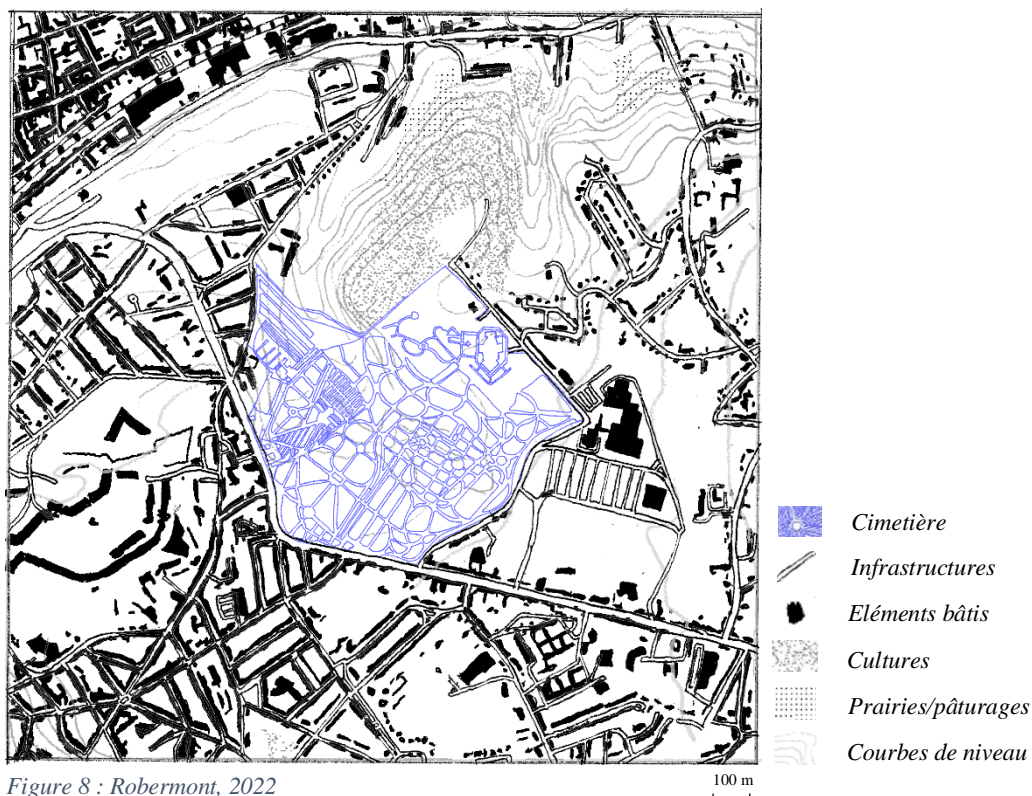 Cimetière
Infrastructures
Eléments bâtis
Cultures
Prairies/pâturages
Courbes de niveau
100 m
Figure 8 : Robermont, 2022